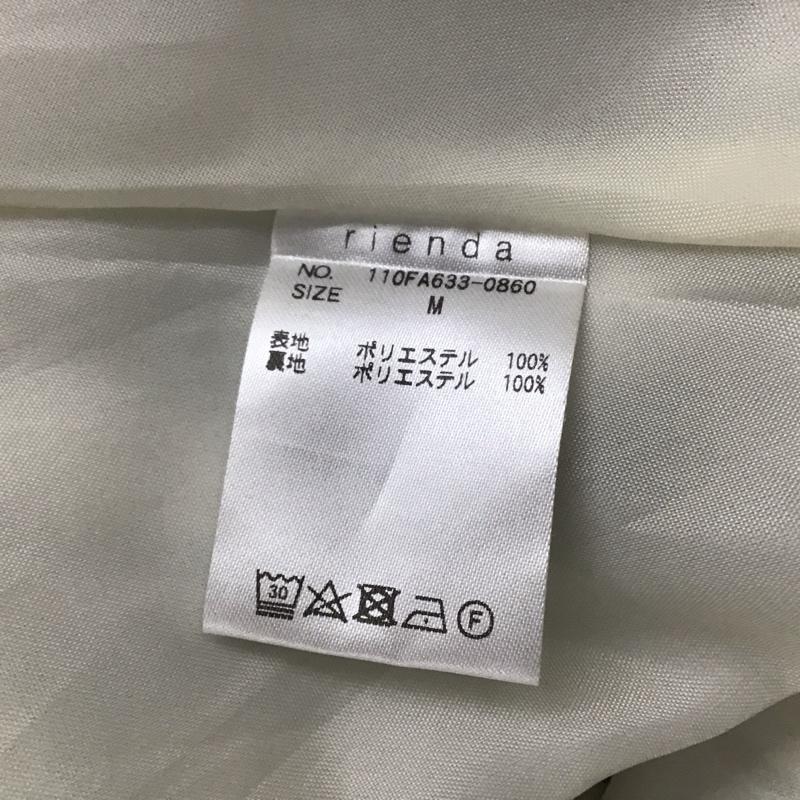 rienda
NO. 110FA633-0860
SIZE M
表地 ポリエステル 100%
裏地 ポリエステル 100%
30
F